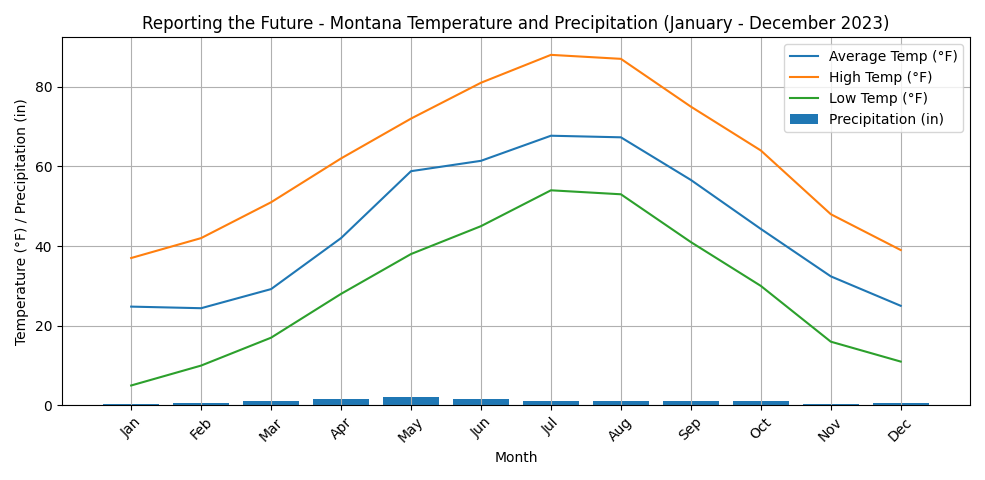 Reporting the Future - Montana Temperature and Precipitation (January - December 2023)
Average Temp (°F)
High Temp (°F)
Low Temp (°F)
Precipitation (in)
Temperature (°F) / Precipitation (in)
80
60
40
20
0
Jan Feb Mar Apr May Jun Jul Aug Sep Oct Nov Dec
Month